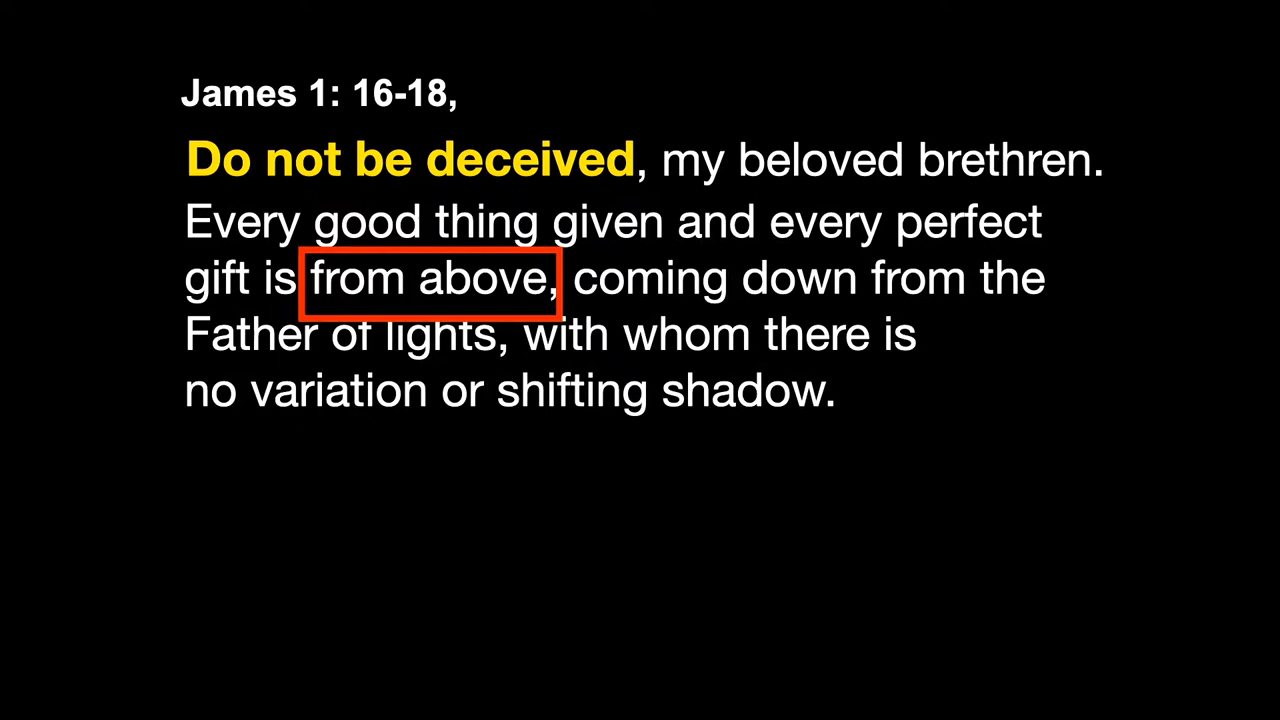 James 1: 16-18,
Do not be deceived, my beloved brethren.
Every good thing given and every perfect
gift is from above, coming down from the
Father of lights, with whom there is
no variation or shifting shadow.